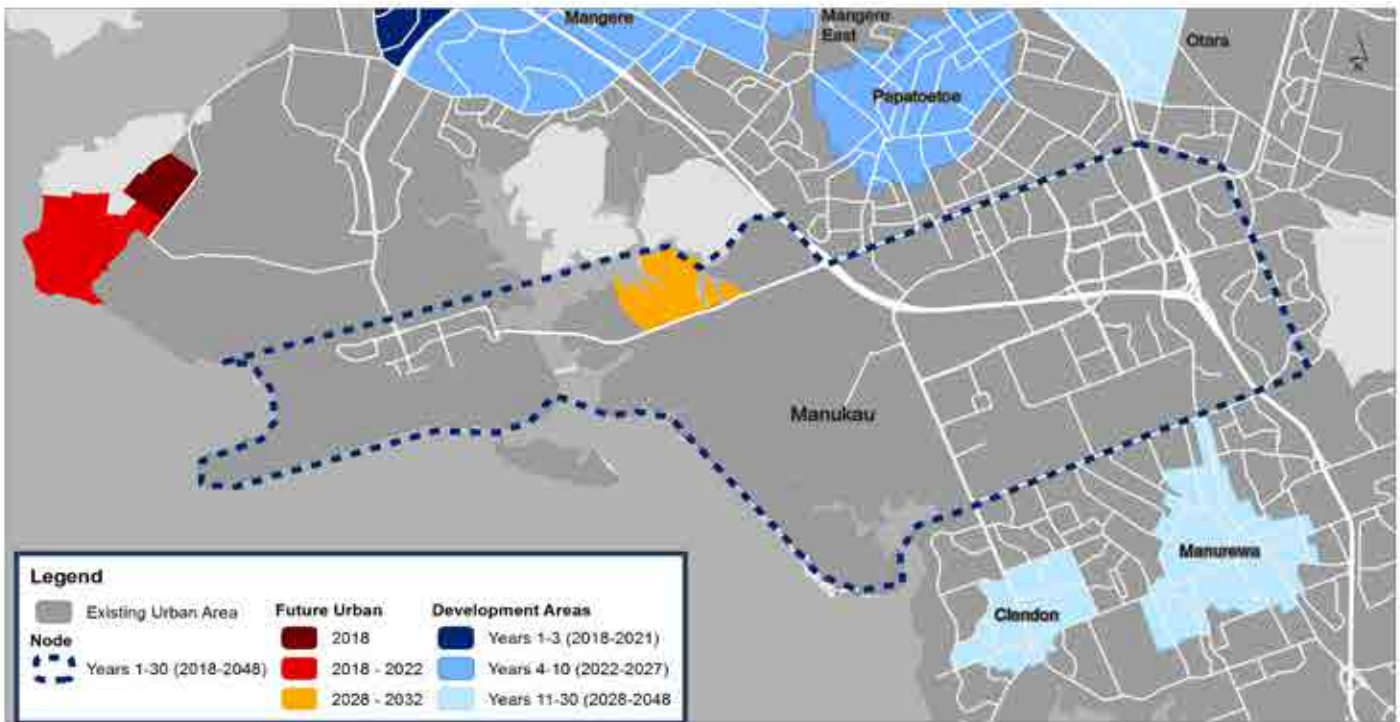 Mangere
Mangere
East
Otara
Papatoetoe
Manukau
Manurewa
Clendon
Legend
Existing Urban Area
Node
Years 1-30 (2018-2048)
Future Urban
2018
2018 - 2022
2028 - 2032
Development Areas
Years 1-3 (2018-2021)
Years 4-10 (2022-2027)
Years 11-30 (2028-2048